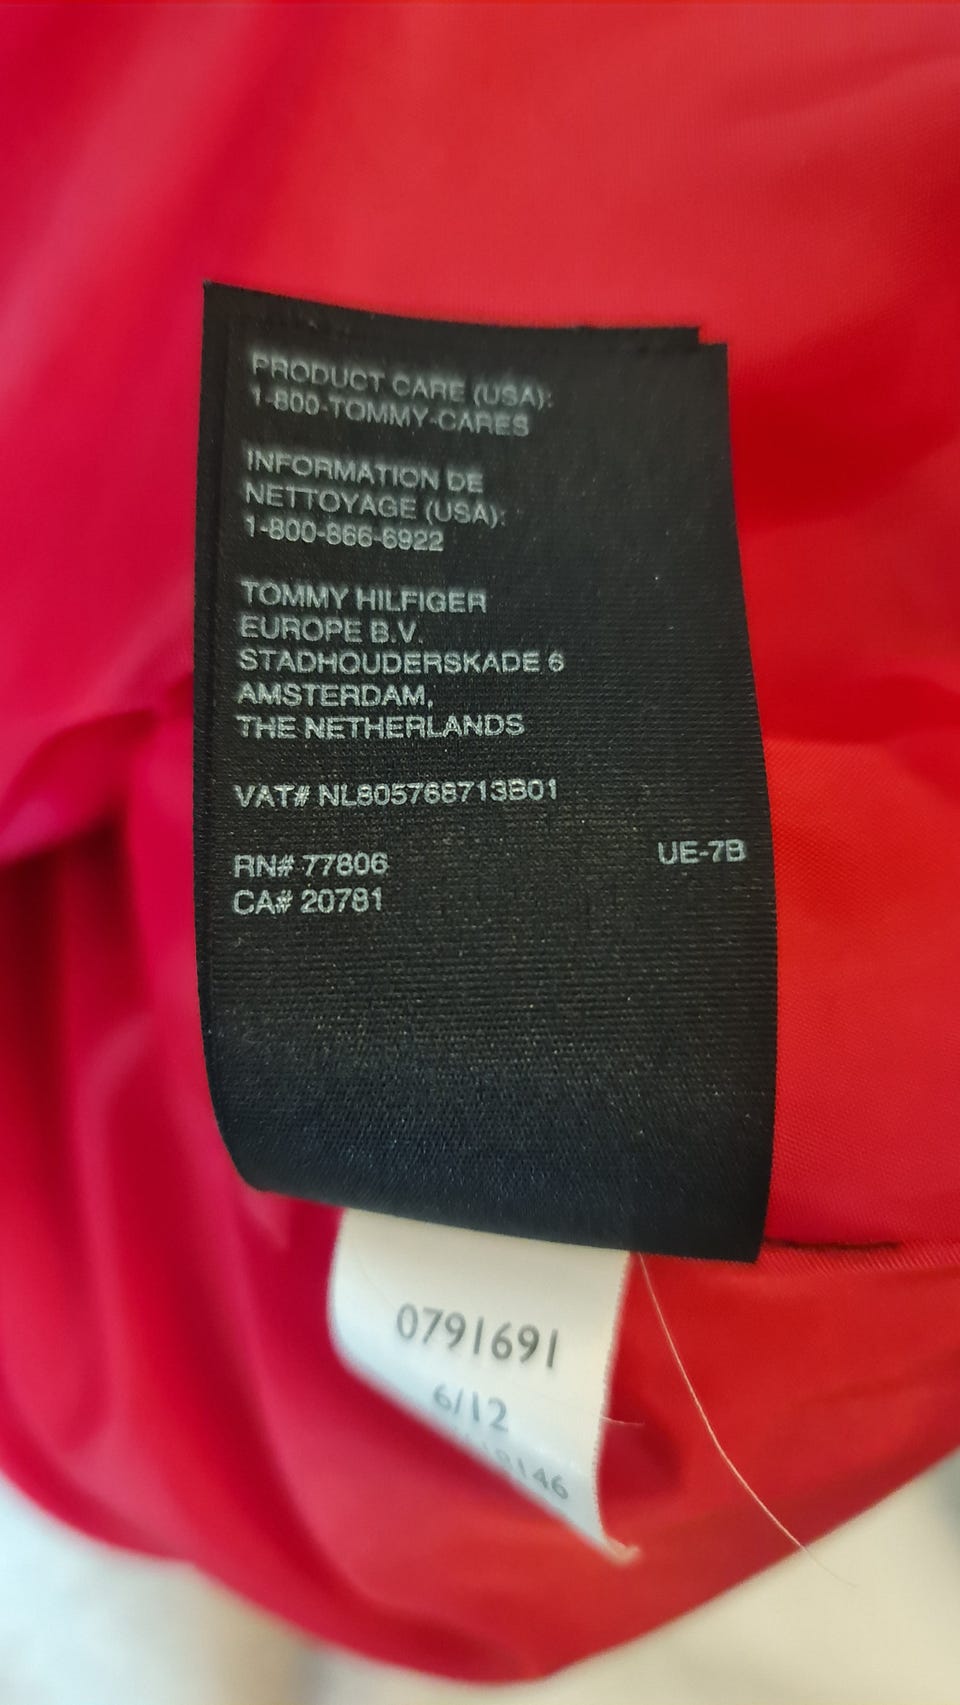 PRODUCT CARE (USA):
1-800-TOMMY-CARES
INFORMATION DE
NETTOYAGE (USA):
1-800-866-6922
TOMMY HILFIGER
EUROPE B.V.
STADHOUDERSKADE 6
AMSTERDAM,
THE NETHERLANDS
VAT# NL805768713B01
RN# 77806
UE-7B
CA# 20781
0791691
6/12